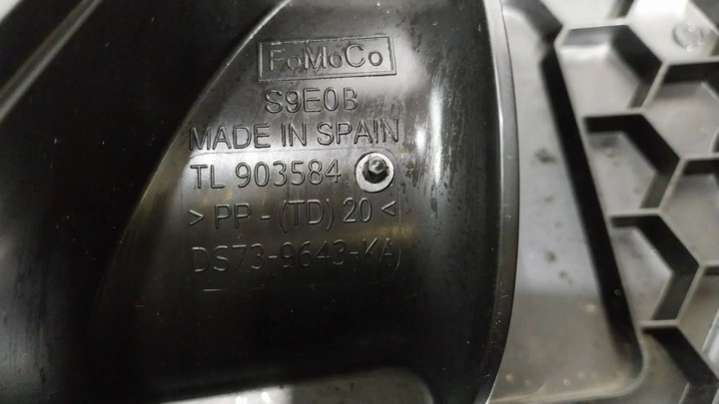 FoMoCo
S9E0B
MADE IN SPAIN
TL 903584
> PP - (TD) 20 <
DS73-9643-KA